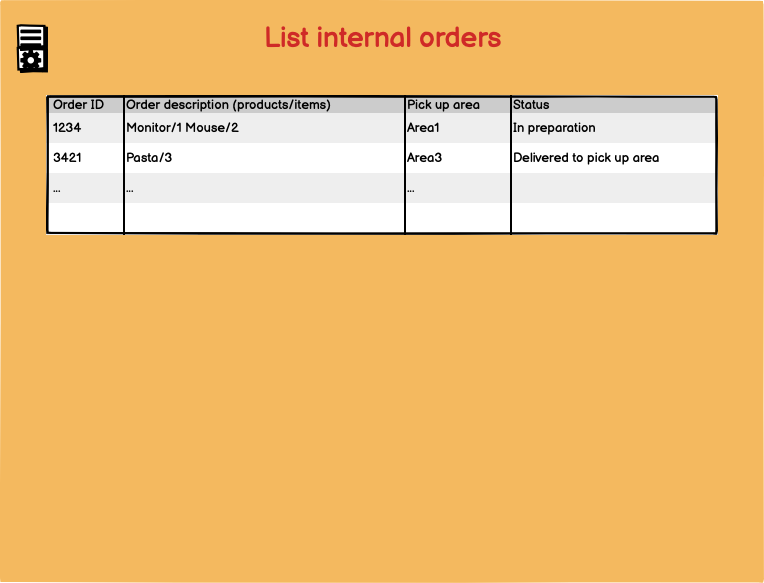 List internal orders
Order ID Order description (products/items) Pick up area Status
1234 Monitor/1 Mouse/2 Area1 In preparation
3421 Pasta/3 Area3 Delivered to pick up area
... ... ...